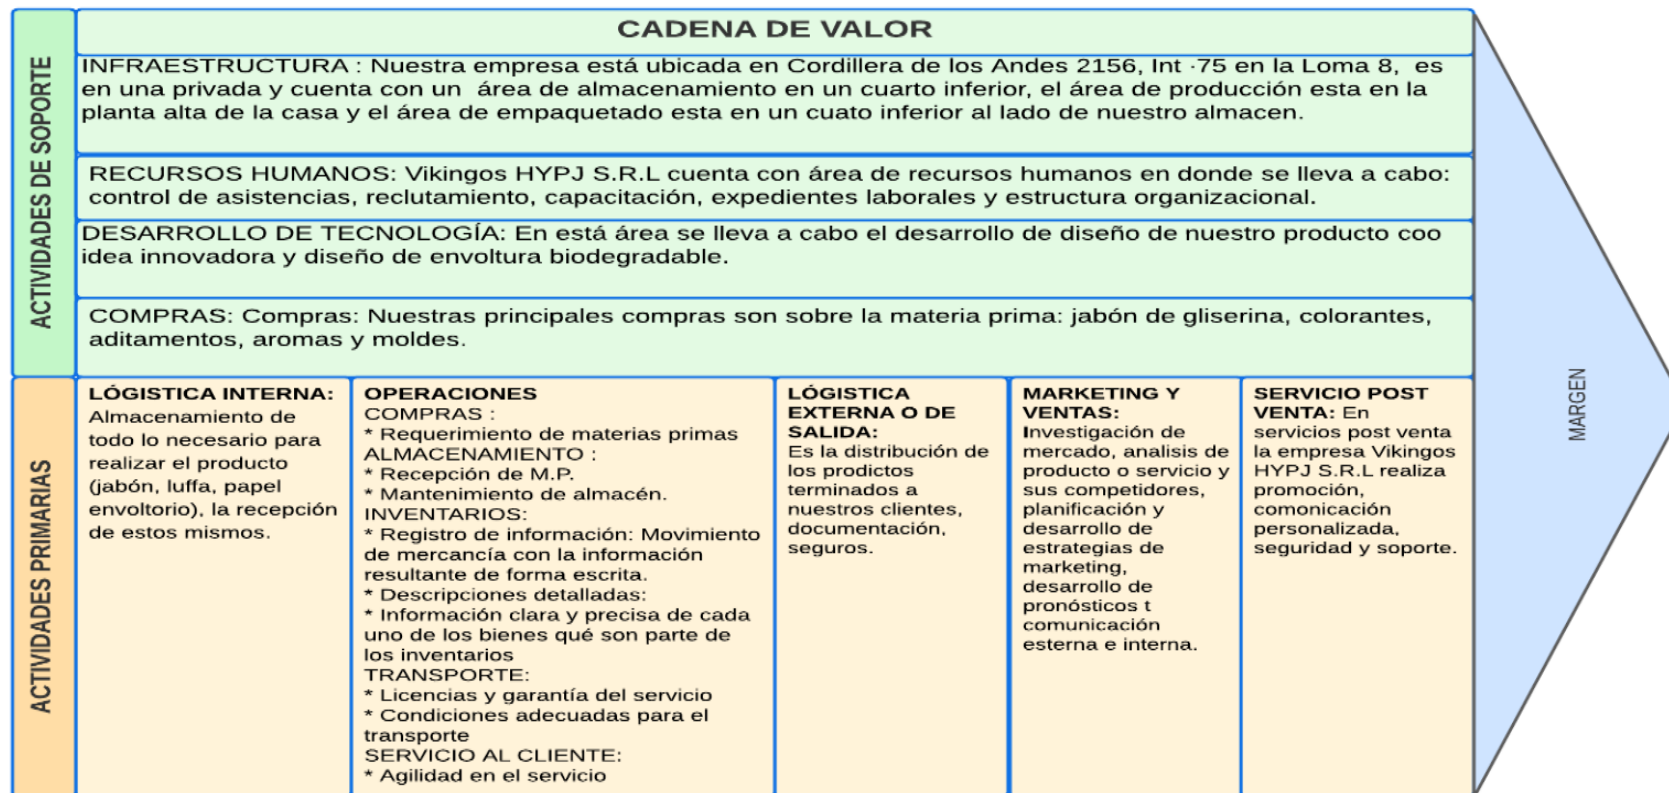 CADENA DE VALOR
ACTIVIDADES DE SOPORTE
INFRAESTRUCTURA : Nuestra empresa está ubicada en Cordillera de los Andes 2156, Int ·75 en la Loma 8, es
en una privada y cuenta con un área de almacenamiento en un cuarto inferior, el área de producción esta en la
planta alta de la casa y el área de empaquetado esta en un cuato inferior al lado de nuestro almacen.
RECURSOS HUMANOS: Vikingos HYPJ S.R.L cuenta con área de recursos humanos en donde se lleva a cabo:
control de asistencias, reclutamiento, capacitación, expedientes laborales y estructura organizacional.
DESARROLLO DE TECNOLOGÍA: En está área se lleva a cabo el desarrollo de diseño de nuestro producto coo
idea innovadora y diseño de envoltura biodegradable.
COMPRAS: Compras: Nuestras principales compras son sobre la materia prima: jabón de gliserina, colorantes,
aditamentos, aromas y moldes.
ACTIVIDADES PRIMARIAS
LÓGISTICA INTERNA:
Almacenamiento de
todo lo necesario para
realizar el producto
(jabón, luffa, papel
envoltorio), la recepción
de estos mismos.
OPERACIONES
COMPRAS :
* Requerimiento de materias primas
ALMACENAMIENTO :
* Recepción de M.P.
* Mantenimiento de almacén.
INVENTARIOS:
* Registro de información: Movimiento
de mercancía con la información
resultante de forma escrita.
* Descripciones detalladas:
* Información clara y precisa de cada
uno de los bienes qué son parte de
los inventarios
TRANSPORTE:
* Licencias y garantía del servicio
* Condiciones adecuadas para el
transporte
SERVICIO AL CLIENTE:
* Agilidad en el servicio
LÓGISTICA
EXTERNA O DE
SALIDA:
Es la distribución de
los prodictos
terminados a
nuestros clientes,
documentación,
seguros.
MARKETING Y
VENTAS:
Investigación de
mercado, analisis de
producto o servicio y
sus competidores,
planificación y
desarrollo de
estrategias de
marketing,
desarrollo de
pronósticos t
comunicación
esterna e interna.
SERVICIO POST
VENTA: En
servicios post venta
la empresa Vikingos
HYPJ S.R.L realiza
promoción,
comonicación
personalizada,
seguridad y soporte.
MARGEN